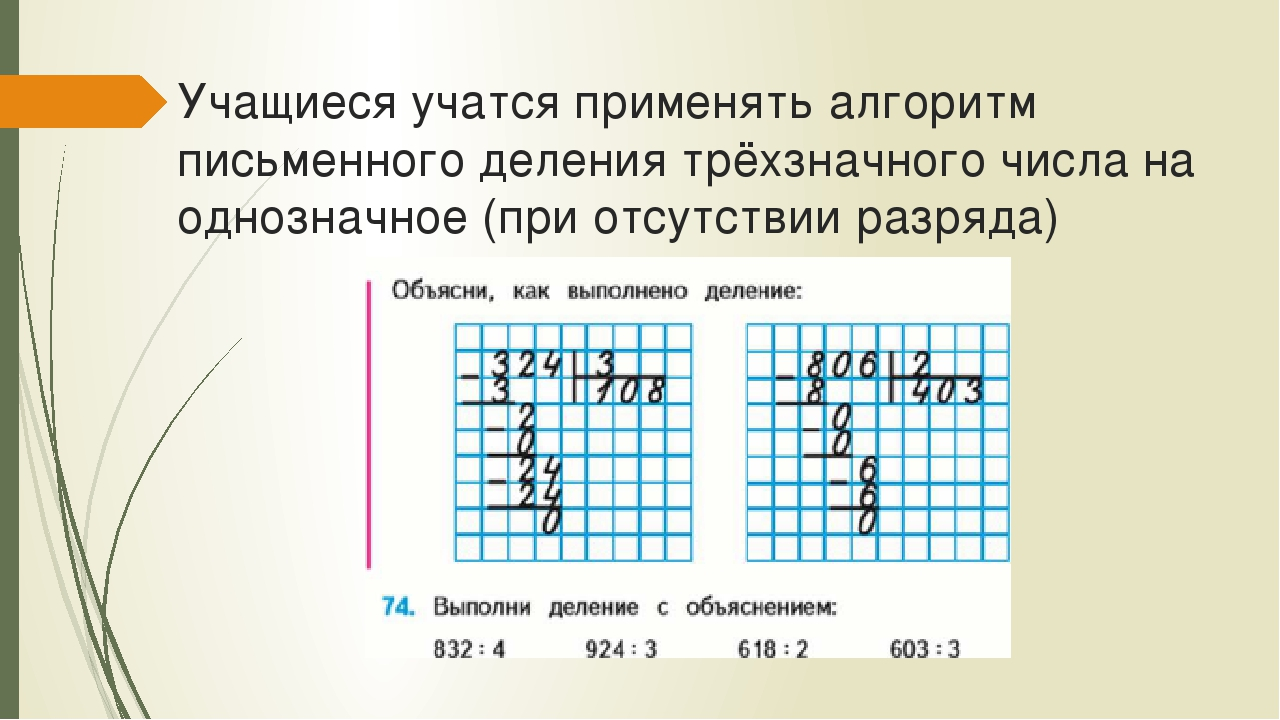 Учащиеся учатся применять алгоритм
письменного деления трёхзначного числа на
однозначное (при отсутствии разряда)
Объясни, как выполнено деление:
- 324 | 3
3 | 108
- 2
0
- 24
24
0
- 806 | 2
8 | 403
- 0
0
- 6
6
0
74. Выполни деление с объяснением:
832 : 4 924 : 3 618 : 2 603 : 3